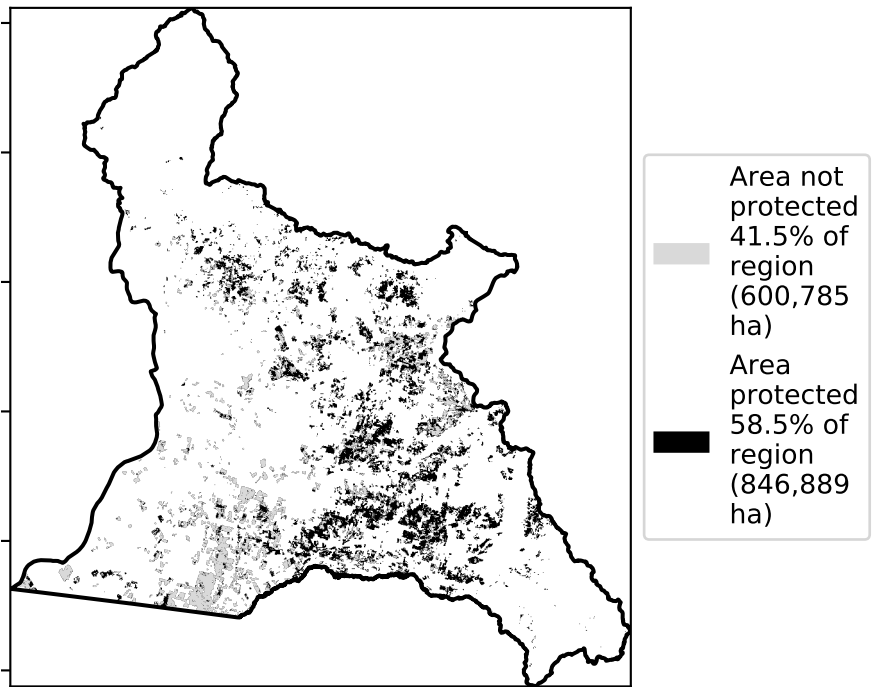 Area not
protected
41.5% of
region
(600,785
ha)
Area
protected
58.5% of
region
(846,889
ha)